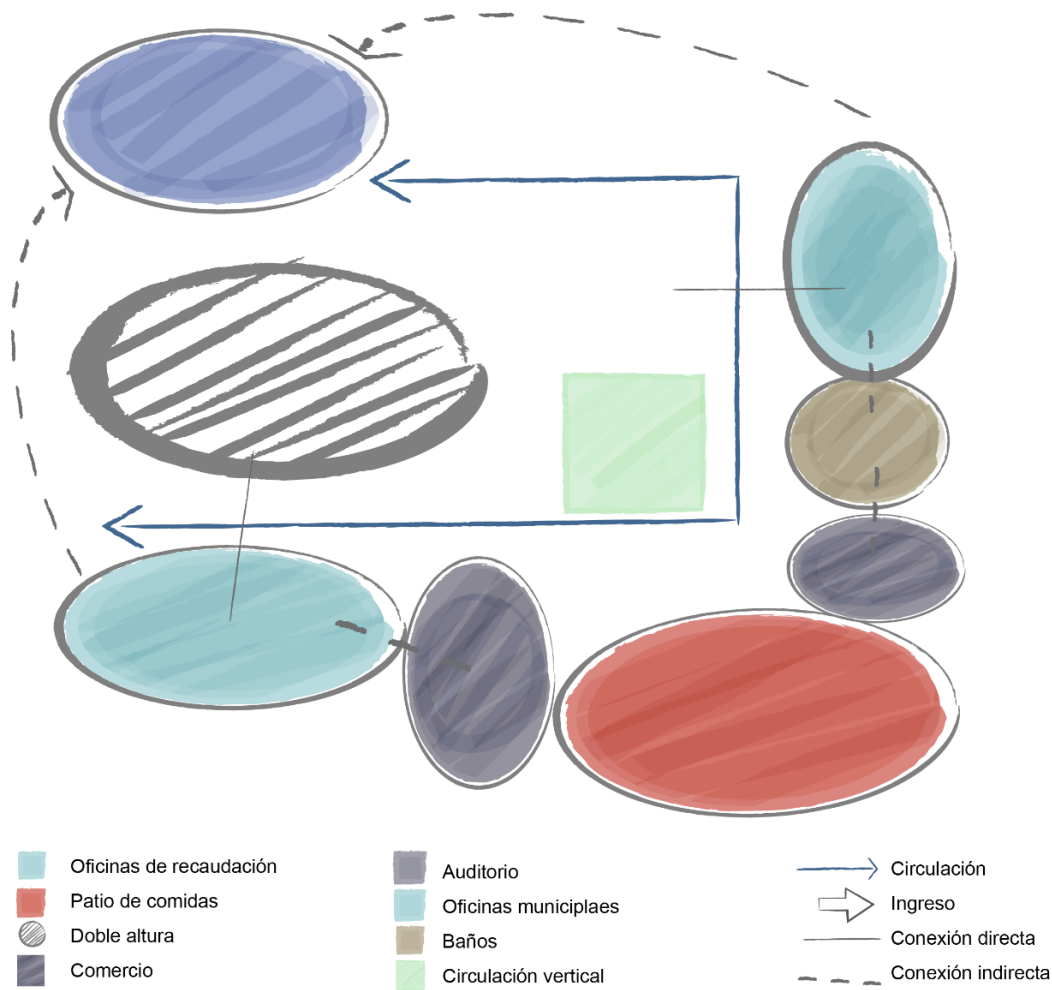 Oficinas de recaudación
Patio de comidas
Doble altura
Comercio
Auditorio
Oficinas municiplaes
Baños
Circulación vertical
Circulación
Ingreso
Conexión directa
Conexión indirecta